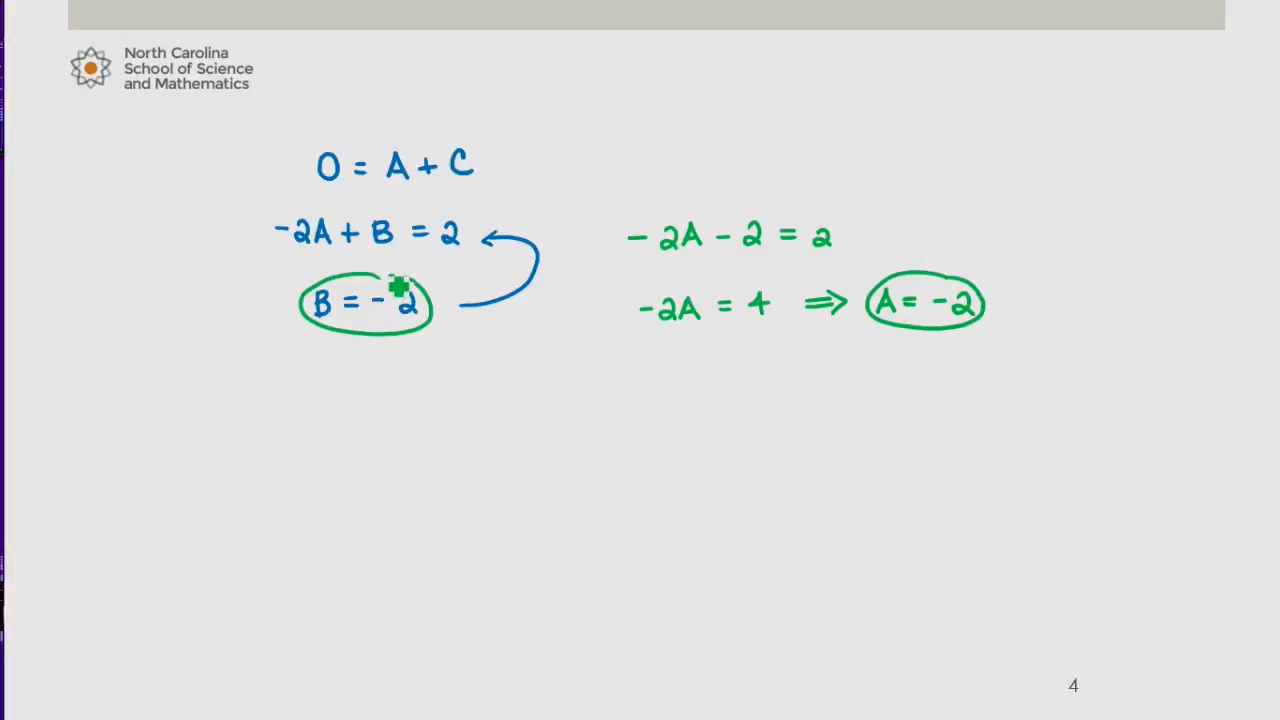 North Carolina
School of Science
and Mathematics
0 = A + C
-2A + B = 2
B = -2
-2A - 2 = 2
-2A = 4 ⇒ A = -2
4